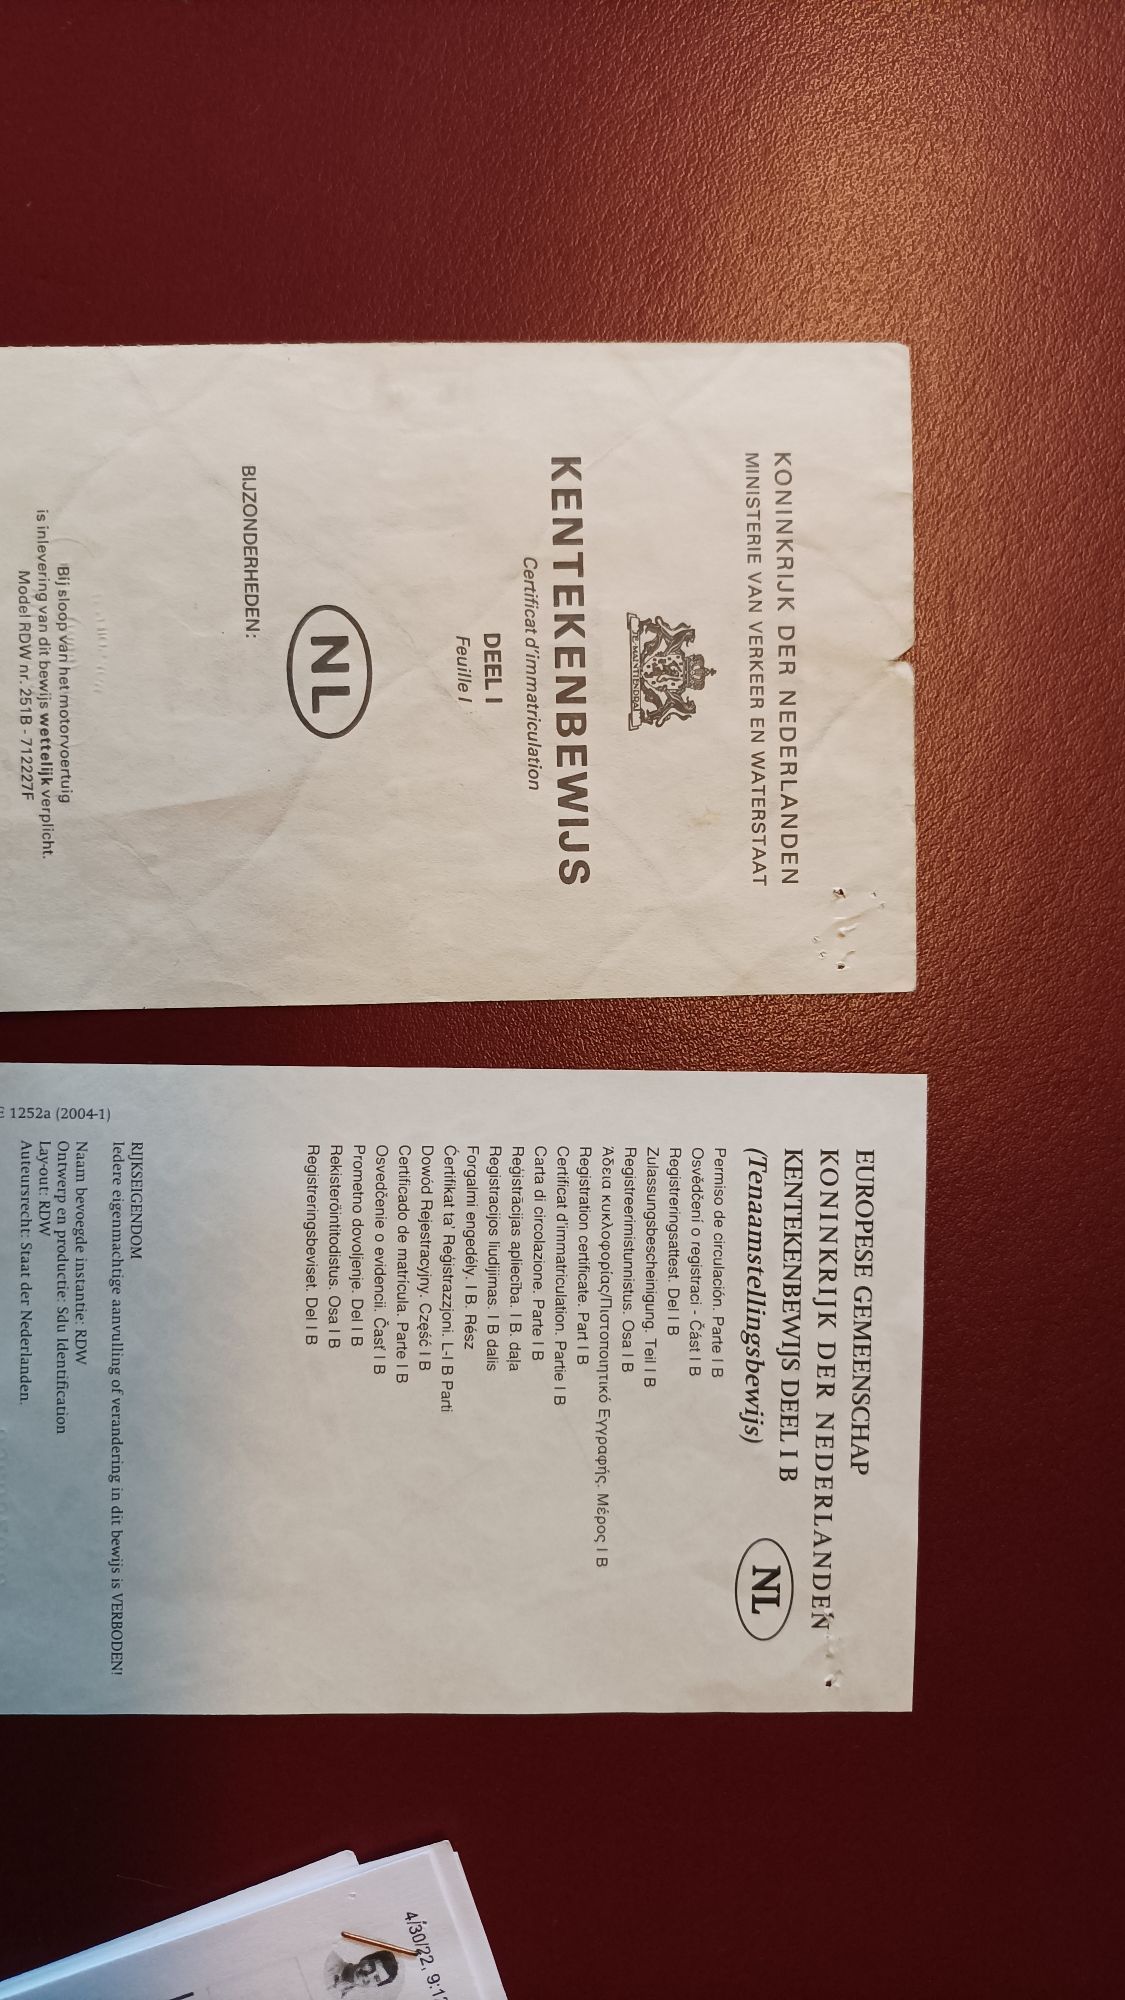 KONINKRIJK DER NEDERLANDEN
MINISTERIE VAN VERKEER EN WATERSTAAT
JE MAINTIENDRAI
KENTEKENBEWIJS
Certificat d'immatriculation
DEEL I
Feuille I
NL
BIJZONDERHEDEN:
Bij sloop van het motorvoertuig
is inlevering van dit bewijs wettelijk verplicht.
Model RDW nr. 251B - 712227F
EUROPESE GEMEENSCHAP
KONINKRIJK DER NEDERLANDEN
KENTEKENBEWIJS DEEL I B
(Tenaamstellingsbewijs)
NL
Permiso de circulación. Parte I B
Osvědčení o registraci - Část I B
Registreringsattest. Del I B
Zulassungsbescheinigung. Teil I B
Registreerimistunnistus. Osa I B
Άδεια κυκλοφορίας/Πιστοποιητικό Εγγραφής. Μέρος I B
Registration certificate. Part I B
Certificat d'immatriculation. Partie I B
Carta di circolazione. Parte I B
Reģistrācijas apliecība. I B. daļa
Registracijos liudijimas. I B dalis
Forgalmi engedély. I B. Rész
Ċertifikat ta' Reġistrazzjoni. L-I B Parti
Dowód Rejestracyjny. Część I B
Certificado de matrícula. Parte I B
Osvedčenie o evidencii. Časť I B
Prometno dovoljenje. Del I B
Rekisteröintitodistus. Osa I B
Registreringsbeviset. Del I B
RIJKSEIGENDOM
Iedere eigenmachtige aanvulling of verandering in dit bewijs is VERBODEN!
Naam bevoegde instantie: RDW
Ontwerp en productie: Sdu Identification
Lay-out: RDW
Auteursrecht: Staat der Nederlanden.
1252a (2004-1)
4/30/22,